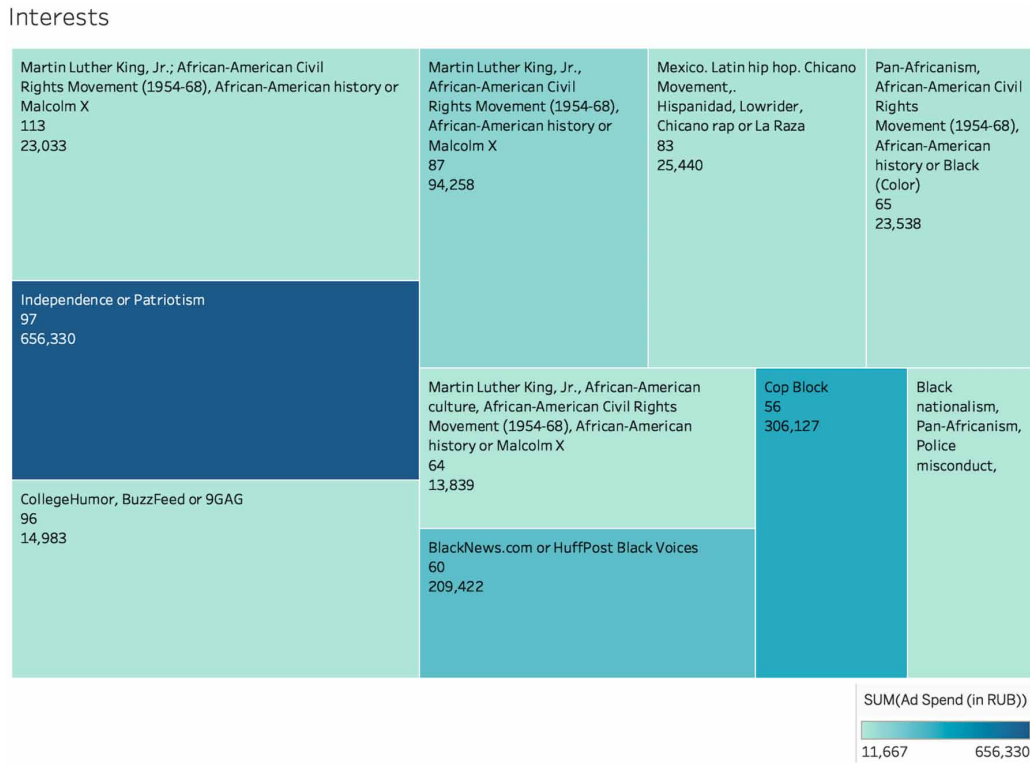 Interests
Martin Luther King, Jr.; African-American Civil
Rights Movement (1954-68), African-American history or
Malcolm X
113
23,033
Independence or Patriotism
97
656,330
CollegeHumor, BuzzFeed or 9GAG
96
14,983
Martin Luther King, Jr.,
African-American Civil
Rights Movement (1954-68),
African-American history or
Malcolm X
87
94,258
Mexico. Latin hip hop. Chicano
Movement,.
Hispanidad, Lowrider,
Chicano rap or La Raza
83
25,440
Pan-Africanism,
African-American Civil
Rights
Movement (1954-68),
African-American
history or Black
(Color)
65
23,538
Martin Luther King, Jr., African-American
culture, African-American Civil Rights
Movement (1954-68), African-American
history or Malcolm X
64
13,839
BlackNews.com or HuffPost Black Voices
60
209,422
Cop Block
56
306,127
Black
nationalism,
Pan-Africanism,
Police
misconduct,
SUM(Ad Spend (in RUB))
11,667 656,330